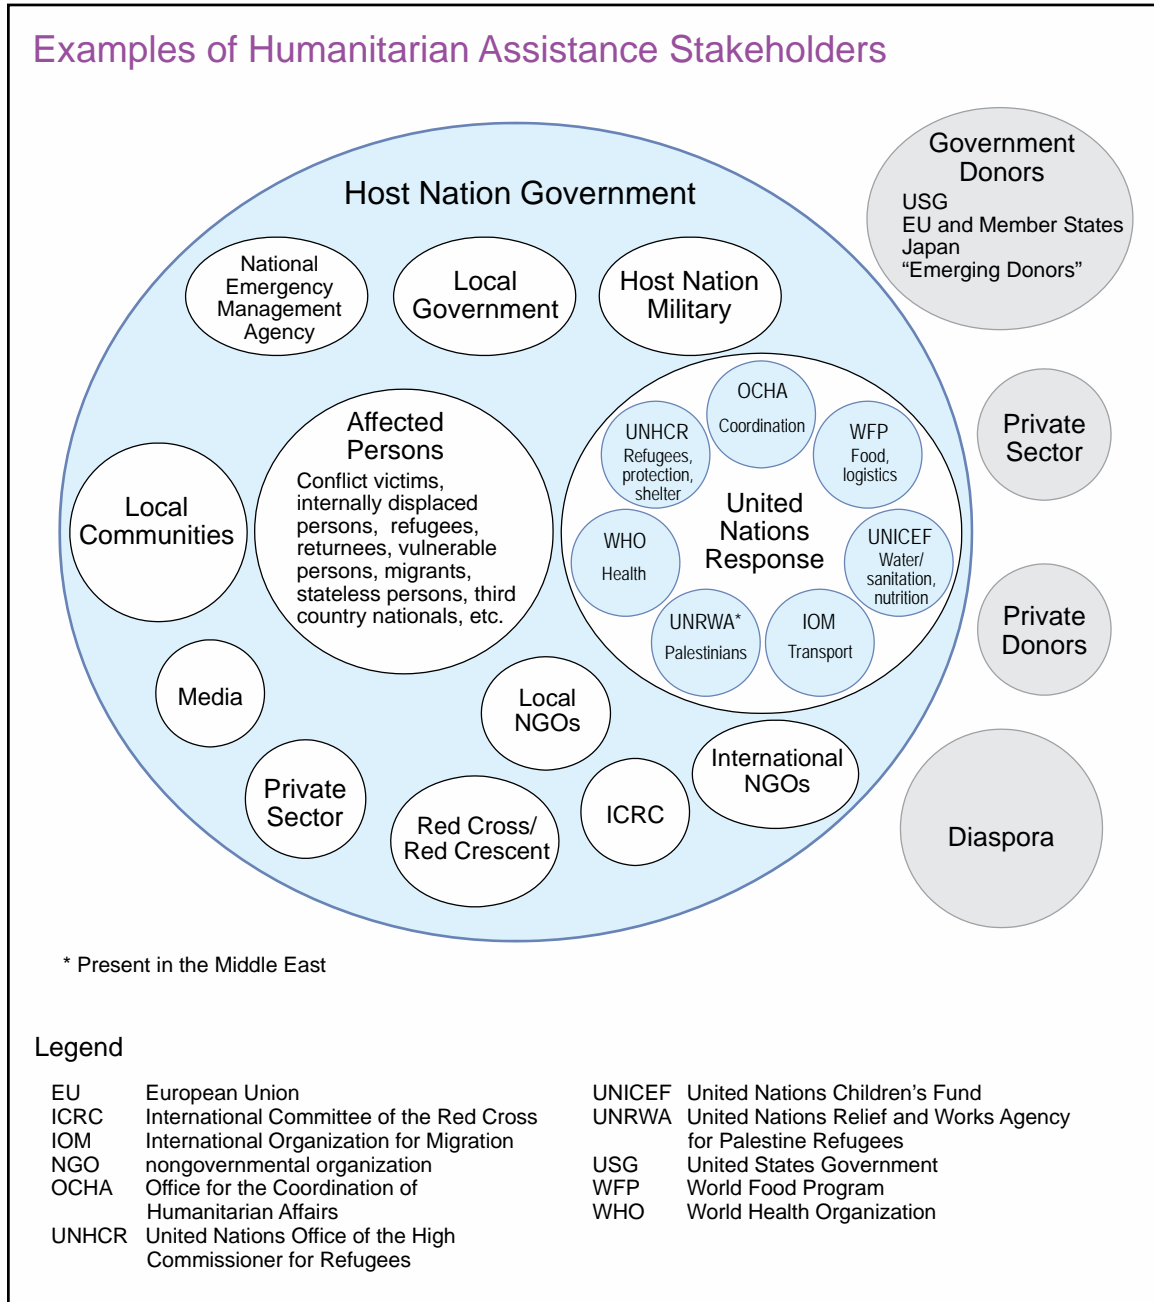 Examples of Humanitarian Assistance Stakeholders
Host Nation Government
Government
Donors
USG
EU and Member States
Japan
“Emerging Donors”
National
Emergency
Management
Agency
Local
Government
Host Nation
Military
Private
Sector
Private
Donors
Diaspora
Local
Communities
Affected
Persons
Conflict victims,
internally displaced
persons, refugees,
returnees, vulnerable
persons, migrants,
stateless persons, third
country nationals, etc.
United
Nations
Response
OCHA
Coordination
UNHCR
Refugees,
protection,
shelter
WFP
Food,
logistics
WHO
Health
UNICEF
Water/
sanitation,
nutrition
UNRWA*
Palestinians
IOM
Transport
Media
Private
Sector
Local
NGOs
Red Cross/
Red Crescent
ICRC
International
NGOs
* Present in the Middle East
Legend
EU European Union
ICRC International Committee of the Red Cross
IOM International Organization for Migration
NGO nongovernmental organization
OCHA Office for the Coordination of
Humanitarian Affairs
UNHCR United Nations Office of the High
Commissioner for Refugees
UNICEF United Nations Children’s Fund
UNRWA United Nations Relief and Works Agency
for Palestine Refugees
USG United States Government
WFP World Food Program
WHO World Health Organization